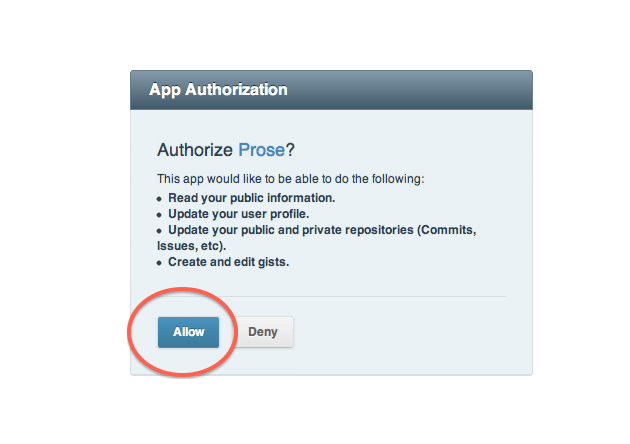 App Authorization
Authorize Prose?
This app would like to be able to do the following:
• Read your public information.
• Update your user profile.
• Update your public and private repositories (Commits,
Issues, etc).
• Create and edit gists.
Allow Deny